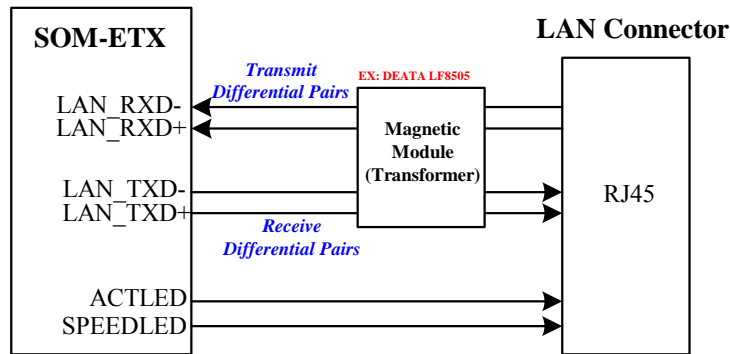 SOM-ETX
LAN Connector
Transmit
Differential Pairs
EX: DEATA LF8505
LAN_RXD-
LAN_RXD+
Magnetic
Module
(Transformer)
LAN_TXD-
LAN_TXD+
RJ45
Receive
Differential Pairs
ACTLED
SPEEDLED